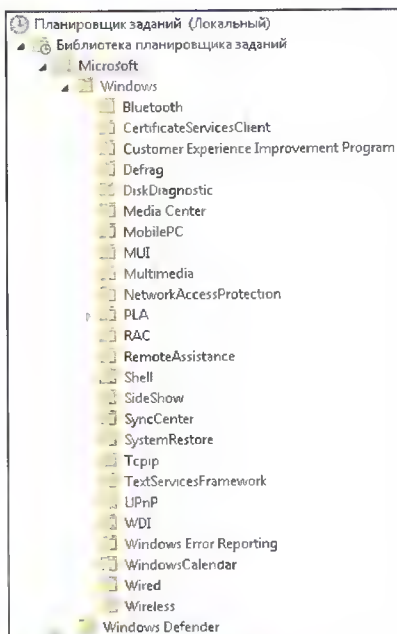 Планировщик заданий (Локальный)
Библиотека планировщика заданий
Microsoft
Windows
Bluetooth
CertificateServicesClient
Customer Experience Improvement Program
Defrag
DiskDiagnostic
Media Center
MobilePC
MUI
Multimedia
NetworkAccessProtection
PLA
RAC
RemoteAssistance
Shell
SideShow
SyncCenter
SystemRestore
Tcpip
TextServicesFramework
UPnP
WDI
Windows Error Reporting
WindowsCalendar
Wired
Wireless
Windows Defender